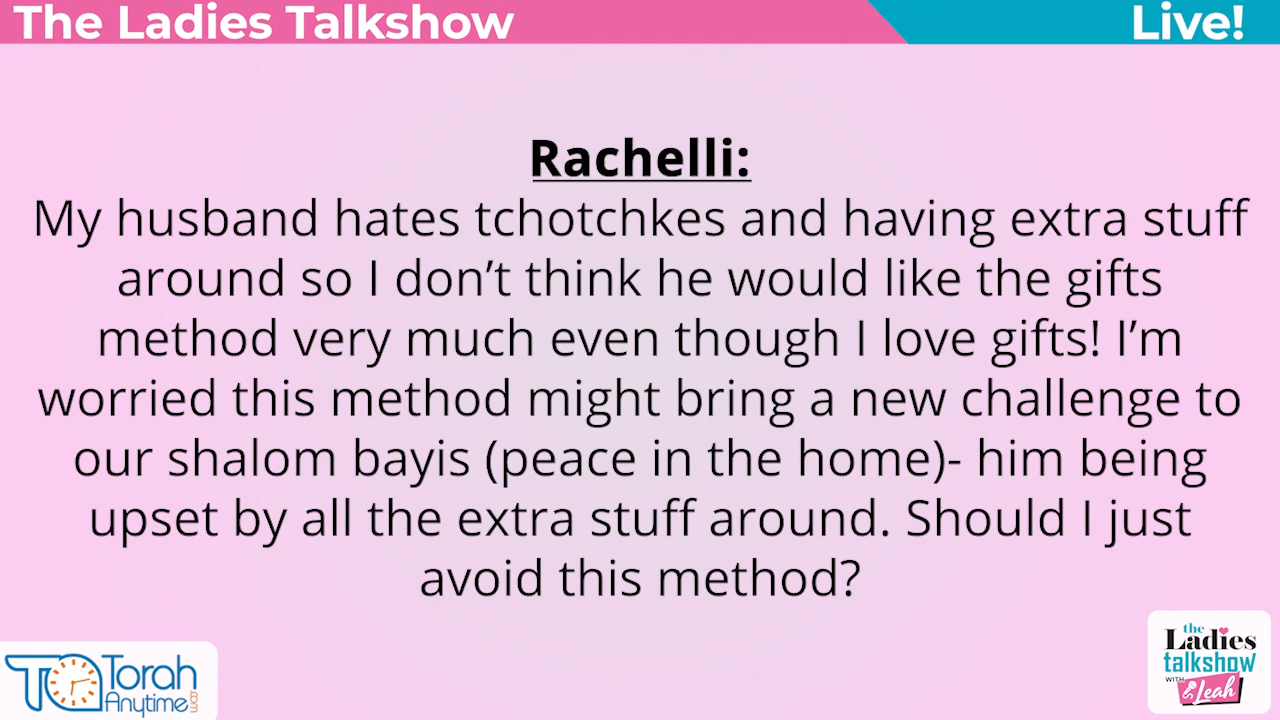 The Ladies Talkshow
Live!
Rachelli:
My husband hates tchotchkes and having extra stuff
around so I don’t think he would like the gifts
method very much even though I love gifts! I’m
worried this method might bring a new challenge to
our shalom bayis (peace in the home)- him being
upset by all the extra stuff around. Should I just
avoid this method?
TA
Torah
Anytime
.com
the
Ladies
talkshow
WITH
Leah